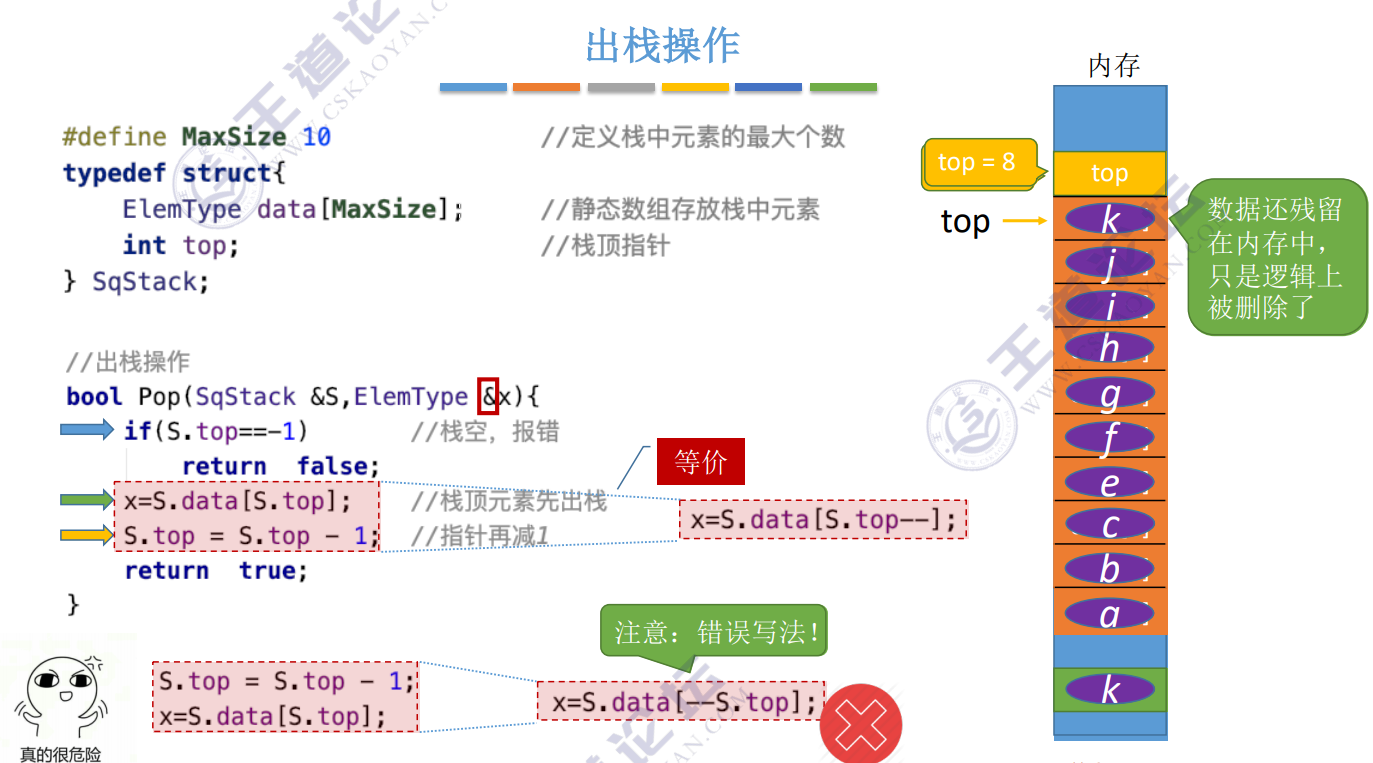 出栈操作
#define MaxSize 10 //定义栈中元素的最大个数
typedef struct{
ElemType data[MaxSize]; //静态数组存放栈中元素
int top; //栈顶指针
} SqStack;
//出栈操作
bool Pop(SqStack &S,ElemType &x){
if(S.top==-1) //栈空，报错
return false;
x=S.data[S.top]; //栈顶元素先出栈
S.top = S.top - 1; //指针再减1
return true;
}
等价
x=S.data[S.top--];
注意：错误写法！
S.top = S.top - 1;
x=S.data[S.top];
x=S.data[--S.top];
真的很危险
内存
top = 8
top
top
k
j
i
h
g
f
e
c
b
a
k
数据还残留
在内存中，
只是逻辑上
被删除了
王道论坛
WWW.CSKAOYAN.COM